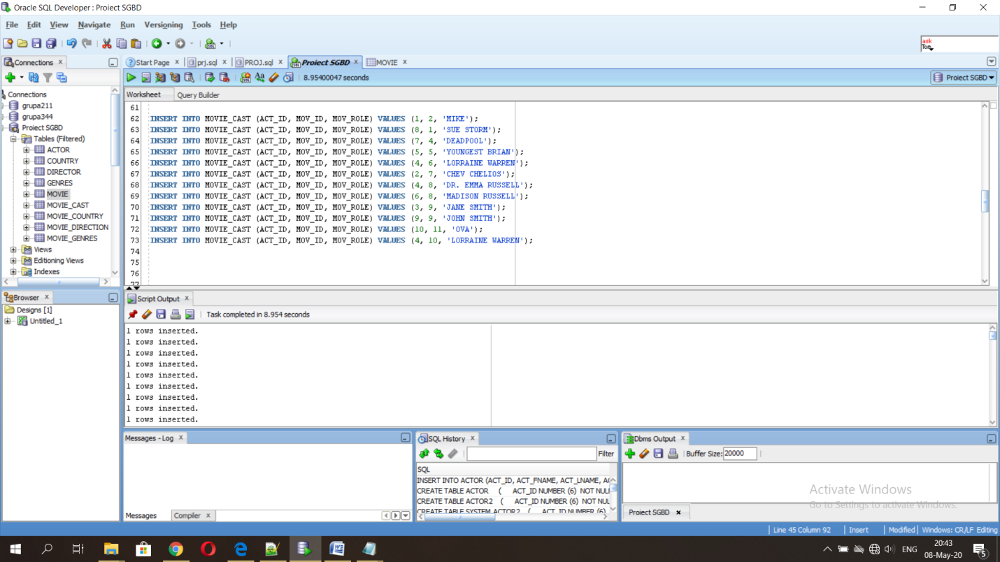 Oracle SQL Developer : Proiect SGBD
File Edit View Navigate Run Versioning Tools Help
ask
Tom
Connections
Start Page
prj.sql
PROJ.sql
Proiect SGBD
MOVIE
8.95400047 seconds
Proiect SGBD
Worksheet
Query Builder
Connections
grupa211
grupa344
Proiect SGBD
Tables (Filtered)
ACTOR
COUNTRY
DIRECTOR
GENRES
MOVIE
MOVIE_CAST
MOVIE_COUNTRY
MOVIE_DIRECTION
MOVIE_GENRES
Views
Editioning Views
Indexes
61
62 INSERT INTO MOVIE_CAST (ACT_ID, MOV_ID, MOV_ROLE) VALUES (1, 2, 'MIKE');
63 INSERT INTO MOVIE_CAST (ACT_ID, MOV_ID, MOV_ROLE) VALUES (8, 1, 'SUE STORM');
64 INSERT INTO MOVIE_CAST (ACT_ID, MOV_ID, MOV_ROLE) VALUES (7, 4, 'DEADPOOL');
65 INSERT INTO MOVIE_CAST (ACT_ID, MOV_ID, MOV_ROLE) VALUES (5, 5, 'YOUNGEST BRIAN');
66 INSERT INTO MOVIE_CAST (ACT_ID, MOV_ID, MOV_ROLE) VALUES (4, 6, 'LORRAINE WARREN');
67 INSERT INTO MOVIE_CAST (ACT_ID, MOV_ID, MOV_ROLE) VALUES (2, 7, 'CHEV CHELIOS');
68 INSERT INTO MOVIE_CAST (ACT_ID, MOV_ID, MOV_ROLE) VALUES (4, 8, 'DR. EMMA RUSSELL');
69 INSERT INTO MOVIE_CAST (ACT_ID, MOV_ID, MOV_ROLE) VALUES (6, 8, 'MADISON RUSSELL');
70 INSERT INTO MOVIE_CAST (ACT_ID, MOV_ID, MOV_ROLE) VALUES (3, 9, 'JANE SMITH');
71 INSERT INTO MOVIE_CAST (ACT_ID, MOV_ID, MOV_ROLE) VALUES (9, 9, 'JOHN SMITH');
72 INSERT INTO MOVIE_CAST (ACT_ID, MOV_ID, MOV_ROLE) VALUES (10, 11, 'OVA');
73 INSERT INTO MOVIE_CAST (ACT_ID, MOV_ID, MOV_ROLE) VALUES (4, 10, 'LORRAINE WARREN');
74
75
76
77
Browser
Designs [1]
Untitled_1
Script Output
Task completed in 8.954 seconds
1 rows inserted.
1 rows inserted.
1 rows inserted.
1 rows inserted.
1 rows inserted.
1 rows inserted.
1 rows inserted.
1 rows inserted.
1 rows inserted.
Messages - Log
Messages
Compiler
SQL History
Filter
SQL
INSERT INTO ACTOR (ACT_ID, ACT_FNAME, ACT_LNAME, AC
CREATE TABLE ACTOR ( ACT_ID NUMBER (6) NOT NUL
CREATE TABLE ACTOR2 ( ACT_ID NUMBER (6) NOT NUL
CREATE TABLE SYSTEM.ACTOR2 ( ACT_ID NUMBER (6)
Dbms Output
Buffer Size: 20000
Proiect SGBD
Activate Windows
Go to Settings to activate Windows.
Line 45 Column 92 Insert Modified Windows: CR/LF Editing
ENG
20:43
08-May-20
5